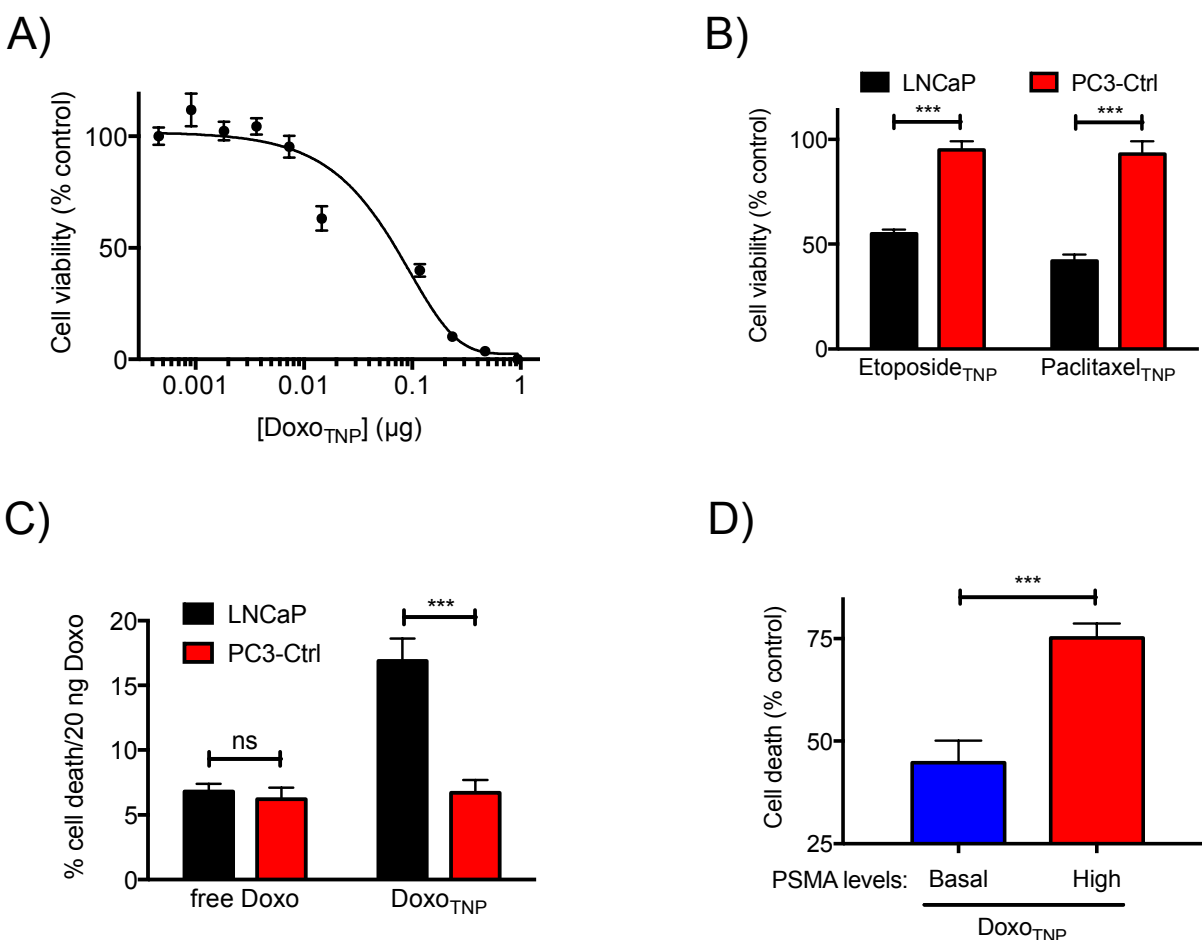 A)
Cell viability (% control)
100
50
0
0.001 0.01 0.1 1
[DoxoTNP] (µg)
B)
LNCaP PC3-Ctrl
*** ***
Cell viability (% control)
100
50
0
EtoposideTNP PaclitaxelTNP
C)
LNCaP
PC3-Ctrl
% cell death/20 ng Doxo
20
15
10
5
0
ns
***
free Doxo DoxoTNP
D)
***
Cell death (% control)
75
50
25
PSMA levels: Basal High
DoxoTNP